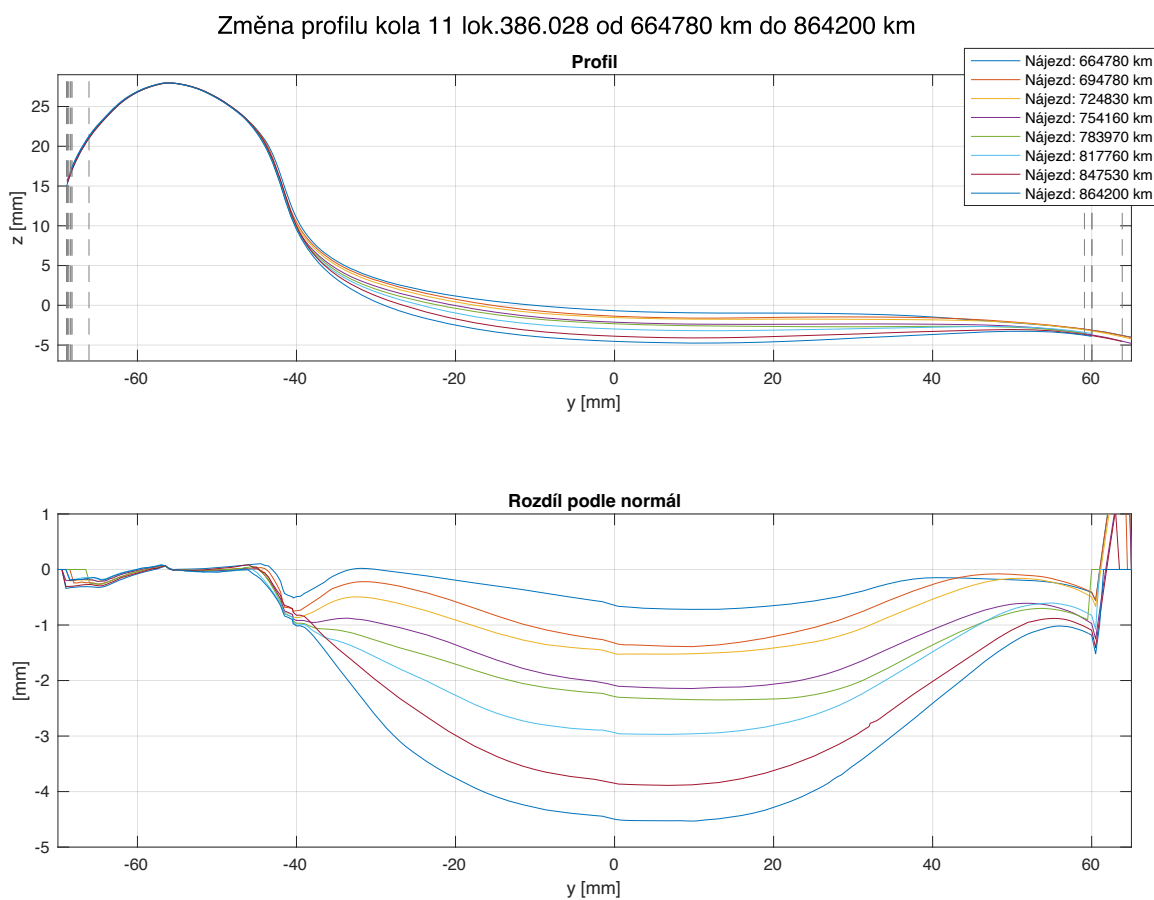 Změna profilu kola 11 lok.386.028 od 664780 km do 864200 km
Profil
Nájezd: 664780 km
Nájezd: 694780 km
Nájezd: 724830 km
Nájezd: 754160 km
Nájezd: 783970 km
Nájezd: 817760 km
Nájezd: 847530 km
Nájezd: 864200 km
z [mm]
25
20
15
10
5
0
-5
-60 -40 -20 0 20 40 60
y [mm]
Rozdíl podle normál
[mm]
1
0
-1
-2
-3
-4
-5
-60 -40 -20 0 20 40 60
y [mm]